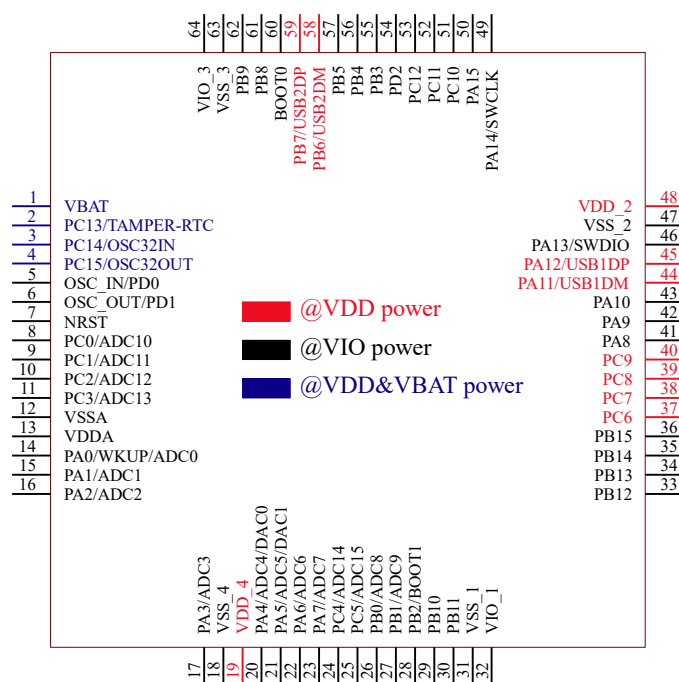 64
63
62
61
60
59
58
57
56
55
54
53
52
51
50
49
VIO_3
VSS_3
PB9
PB8
BOOT0
PB7/USB2DP
PB6/USB2DM
PB5
PB4
PB3
PD2
PC12
PC11
PC10
PA15
PA14/SWCLK
1 VBAT
2 PC13/TAMPER-RTC
3 PC14/OSC32IN
4 PC15/OSC32OUT
5 OSC_IN/PD0
6 OSC_OUT/PD1
7 NRST
8 PC0/ADC10
9 PC1/ADC11
10 PC2/ADC12
11 PC3/ADC13
12 VSSA
13 VDDA
14 PA0/WKUP/ADC0
15 PA1/ADC1
16 PA2/ADC2
@VDD power
@VIO power
@VDD&VBAT power
VDD_2 48
VSS_2 47
PA13/SWDIO 46
PA12/USB1DP 45
PA11/USB1DM 44
PA10 43
PA9 42
PA8 41
PC9 40
PC8 39
PC7 38
PC6 37
PB15 36
PB14 35
PB13 34
PB12 33
PA3/ADC3
VSS_4
VDD_4
PA4/ADC4/DAC0
PA5/ADC5/DAC1
PA6/ADC6
PA7/ADC7
PC4/ADC14
PC5/ADC15
PB0/ADC8
PB1/ADC9
PB2/BOOT1
PB10
PB11
VSS_1
VIO_1
17
18
19
20
21
22
23
24
25
26
27
28
29
30
31
32